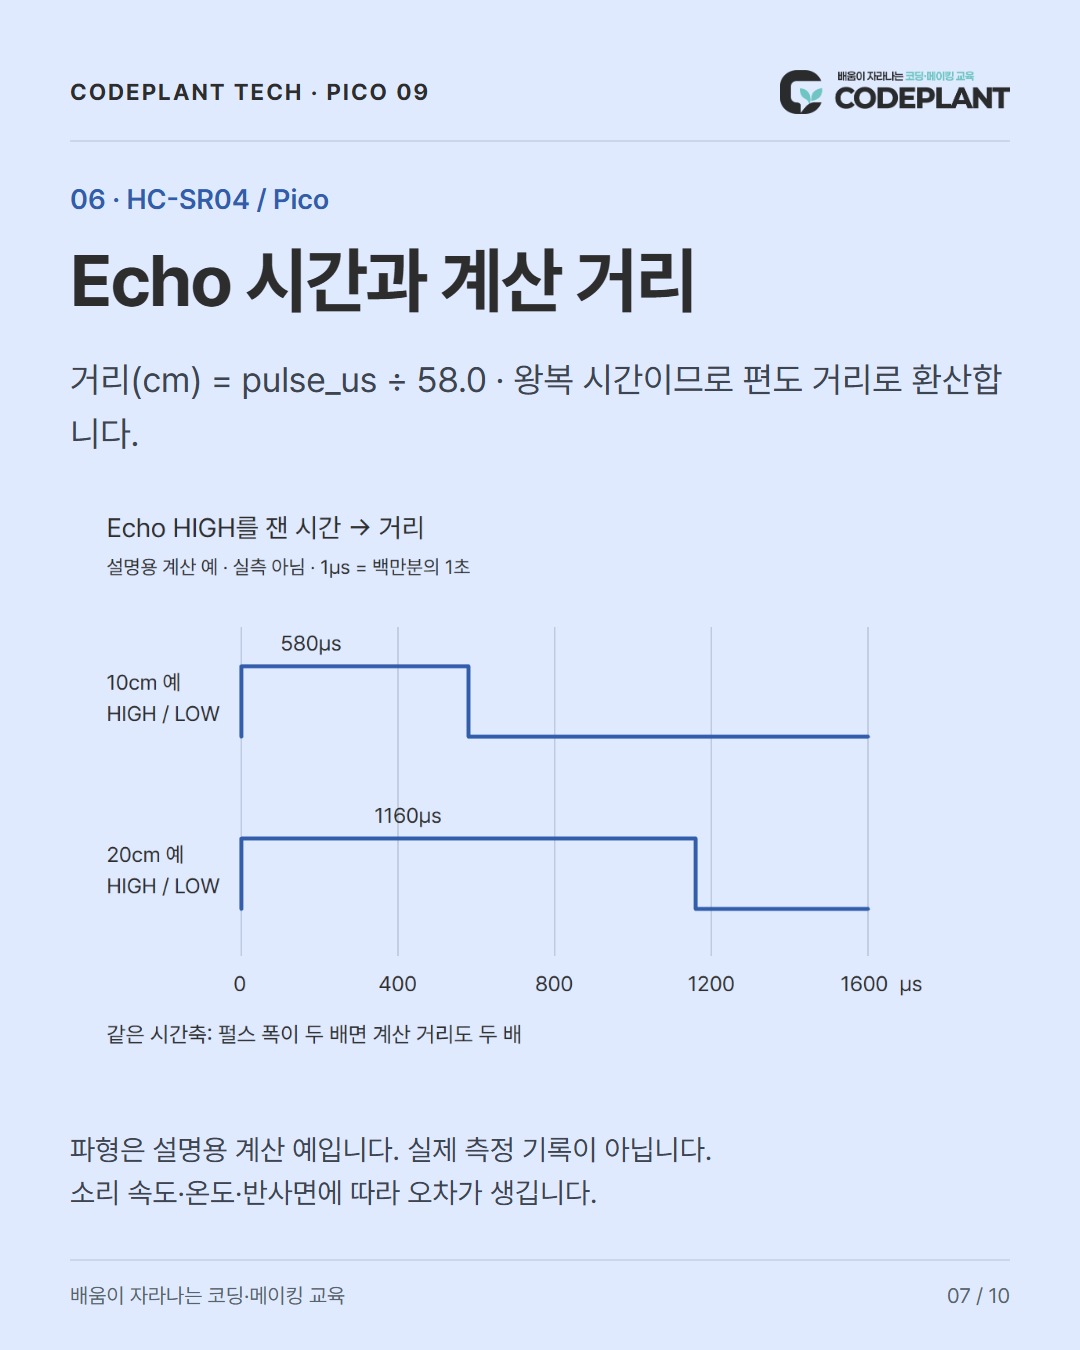 CODEPLANT TECH · PICO 09
배움이 자라나는 코딩·메이킹 교육
CODEPLANT
06 · HC-SR04 / Pico
Echo 시간과 계산 거리
거리(cm) = pulse_us ÷ 58.0 · 왕복 시간이므로 편도 거리로 환산합
니다.
Echo HIGH를 잰 시간 → 거리
설명용 계산 예 · 실측 아님 · 1μs = 백만분의 1초
580μs
10cm 예
HIGH / LOW
1160μs
20cm 예
HIGH / LOW
0 400 800 1200 1600 μs
같은 시간축: 펄스 폭이 두 배면 계산 거리도 두 배
파형은 설명용 계산 예입니다. 실제 측정 기록이 아닙니다.
소리 속도·온도·반사면에 따라 오차가 생깁니다.
배움이 자라나는 코딩·메이킹 교육
07 / 10